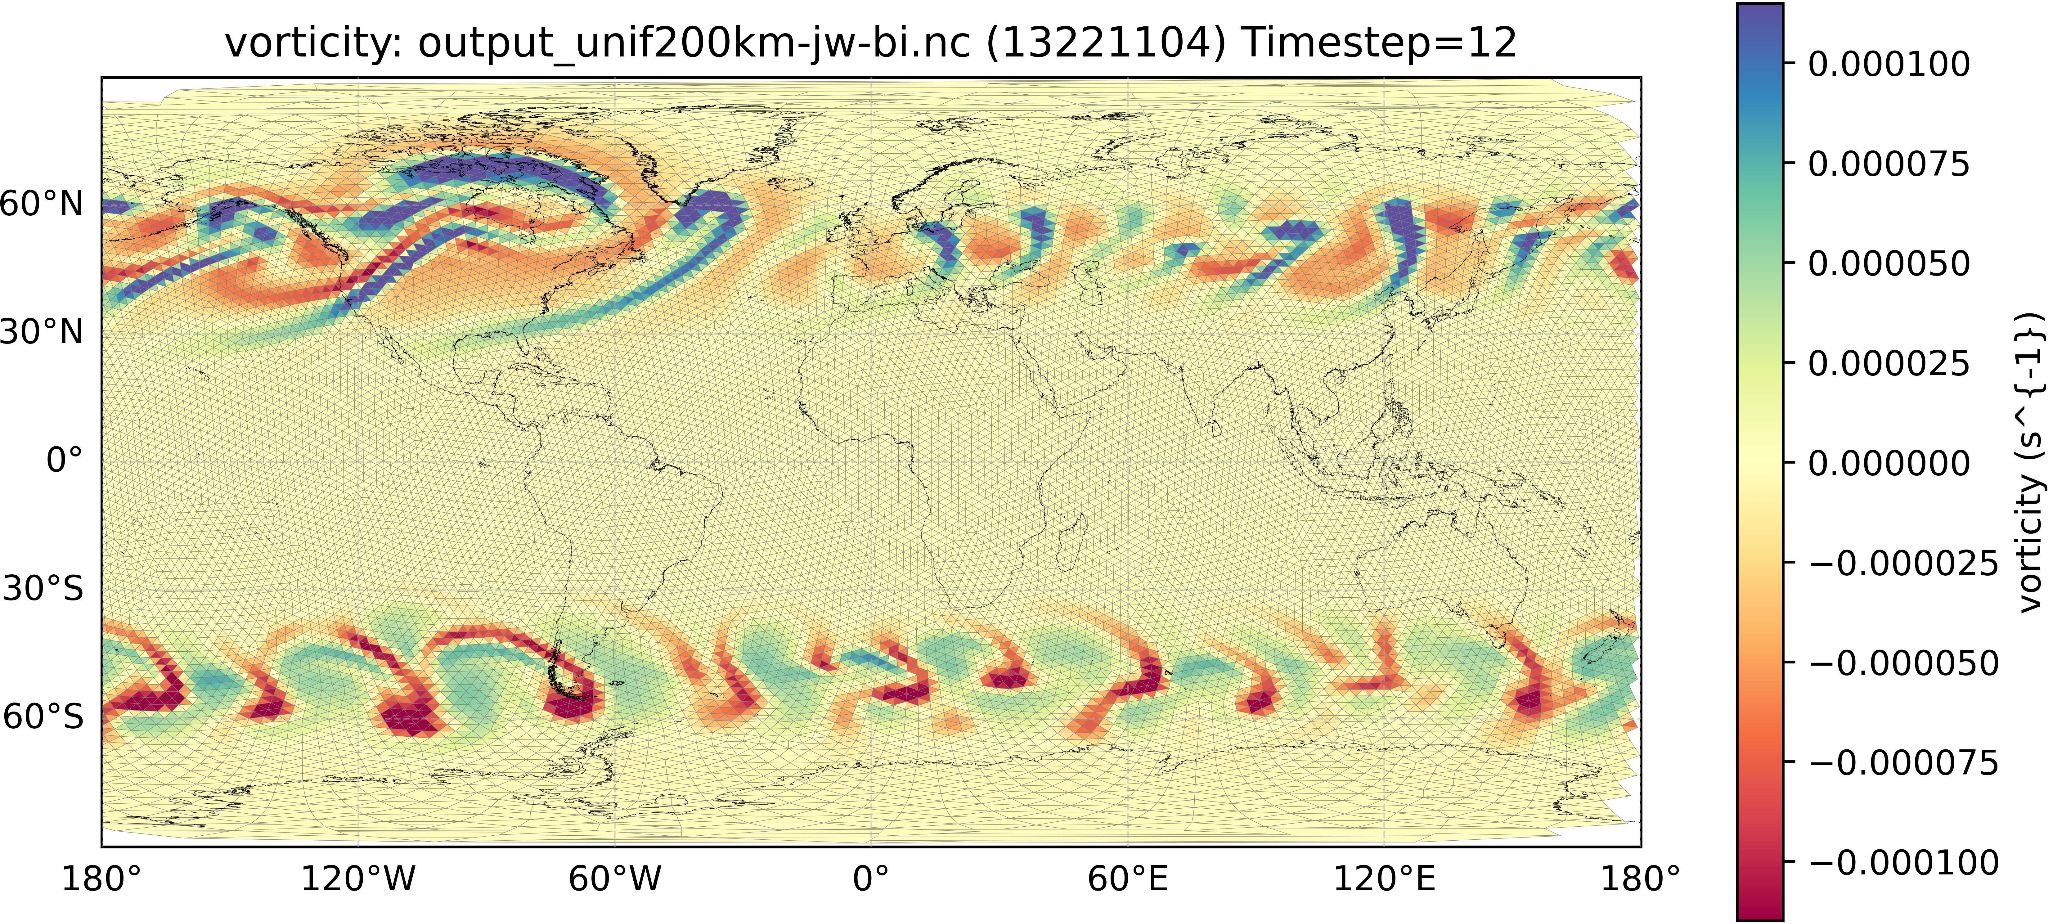 vorticity: output_unif200km-jw-bi.nc (13221104) Timestep=12
60°N
30°N
0°
30°S
60°S
180°
120°W
60°W
0°
60°E
120°E
180°
0.000100
0.000075
0.000050
0.000025
0.000000
−0.000025
−0.000050
−0.000075
−0.000100
vorticity (s^{-1})